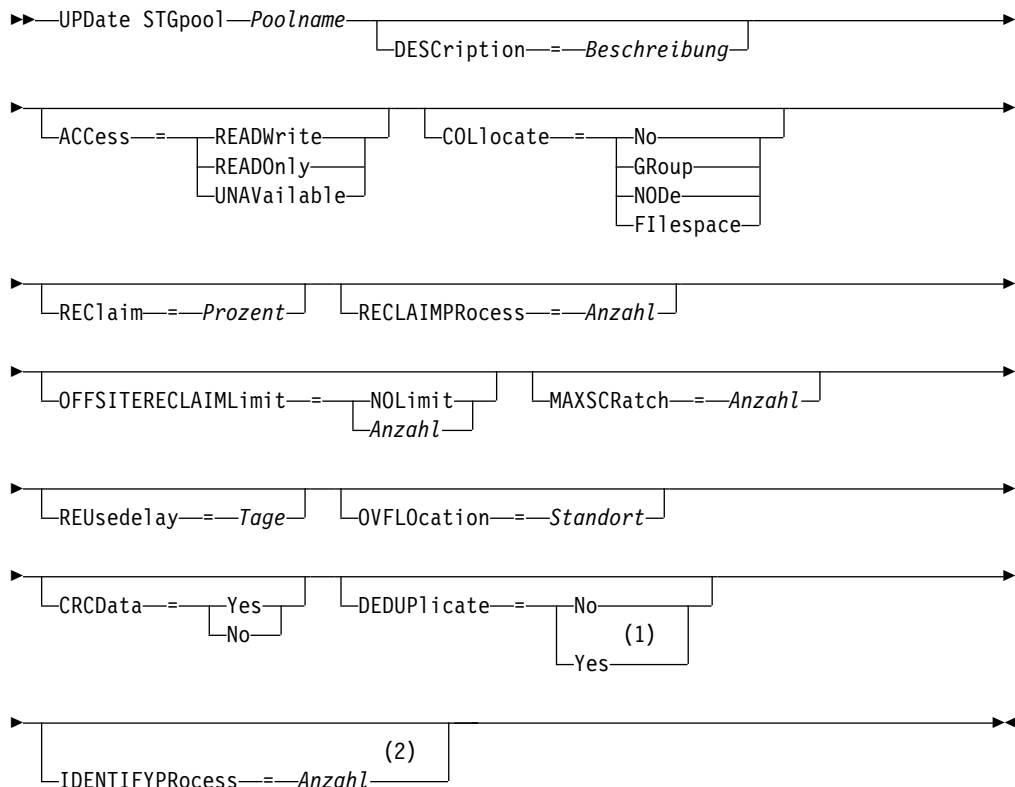 UPDate STGpool Poolname
DESCription = Beschreibung
ACCess = READWrite
READOnly
UNAVailable
COLlocate = No
GRoup
NODe
FIlespace
REClaim = Prozent
RECLAIMPRocess = Anzahl
OFFSITERECLAIMLimit = NOLimit
Anzahl
MAXSCRatch = Anzahl
REUsedelay = Tage
OVFLOcation = Standort
CRCData = Yes
No
DEDUPlicate = No
(1)
Yes
(2)
IDENTIFYPRocess = Anzahl